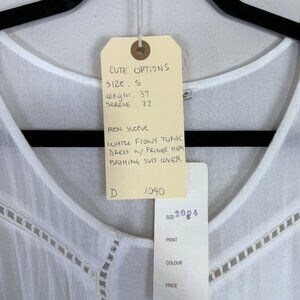 CUTE OPTIONS
SIZE. S
LENGTH. 37
SLEEVE. 22
SLEEVE
WHITE FLOWY TUNIC
DRESS W/ FRINGE HEM
BATHING SUIT COVER
D 1040
SIZE 2004
S
PRINT
COLOUR
PRICE